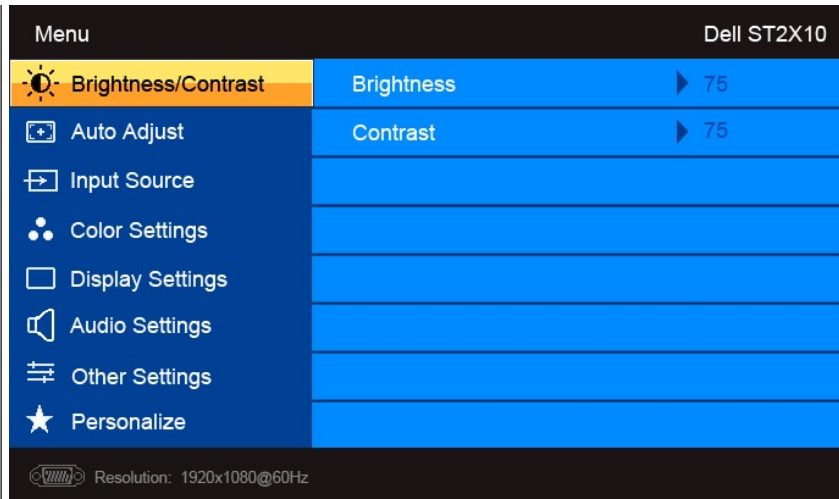 Menu Dell ST2X10
Brightness/Contrast Brightness 75
Auto Adjust Contrast 75
Input Source
Color Settings
Display Settings
Audio Settings
Other Settings
Personalize
Resolution: 1920x1080@60Hz